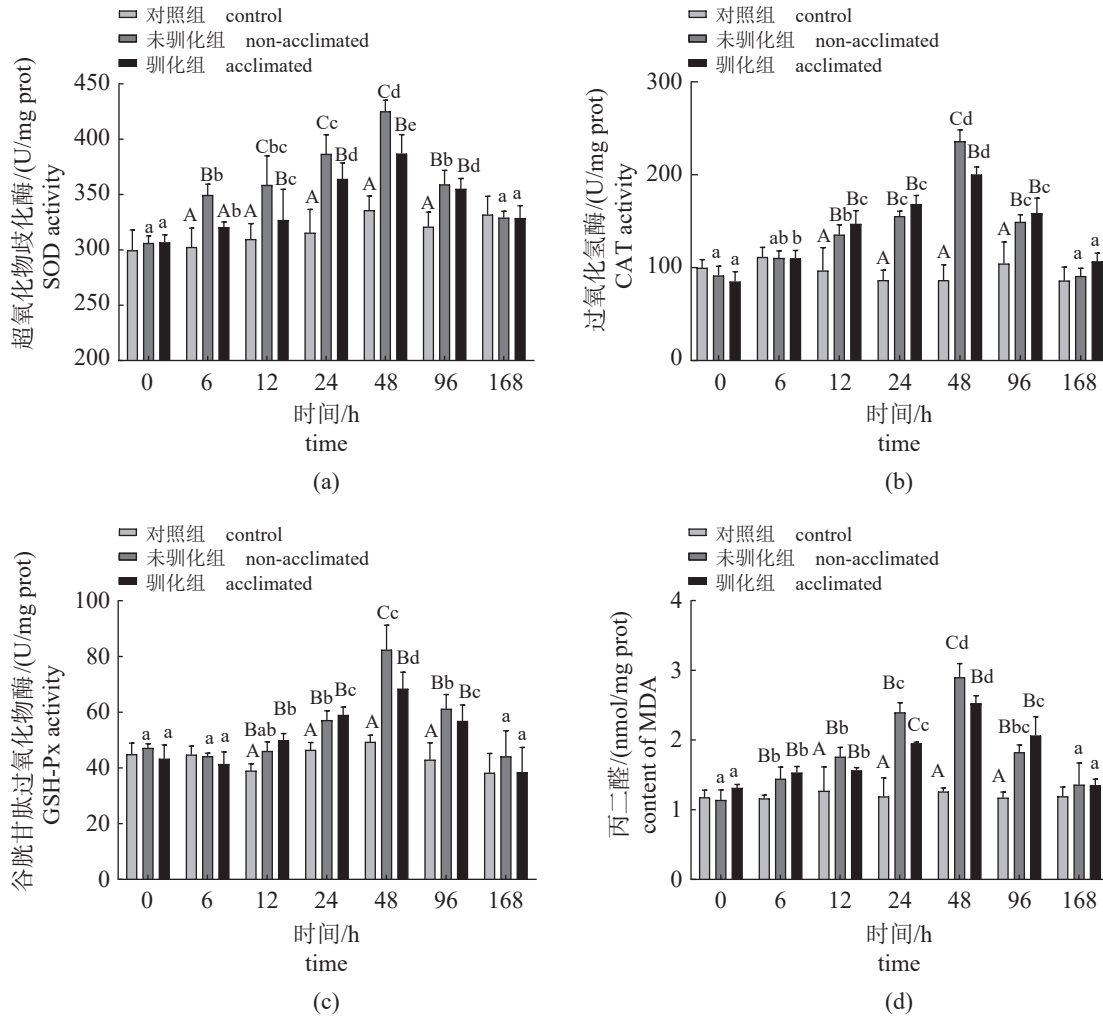 对照组 control
未驯化组 non-acclimated
驯化组 acclimated
超氧化物歧化酶/(U/mg prot)
SOD activity
450
400
350
300
250
200
a a A Bb Ab A Cbc Bc A Cc Bd A Cd Be A Bb Bd a a
0 6 12 24 48 96 168
时间/h
time
(a)
对照组 control
未驯化组 non-acclimated
驯化组 acclimated
过氧化氢酶/(U/mg prot)
CAT activity
300
200
100
0
a a ab b A Bb Bc A Bc Bc A Cd Bd A Bc Bc a a
0 6 12 24 48 96 168
时间/h
time
(b)
对照组 control
未驯化组 non-acclimated
驯化组 acclimated
谷胱甘肽过氧化物酶/(U/mg prot)
GSH-Px activity
100
80
60
40
20
0
a a a a A Bab Bb A Bb Bc A Cc Bd A Bb Bc a a
0 6 12 24 48 96 168
时间/h
time
(c)
对照组 control
未驯化组 non-acclimated
驯化组 acclimated
丙二醛/(nmol/mg prot)
content of MDA
4
3
2
1
0
a a Bb Bb A Bb Bb A Bc Cc A Cd Bd A Bbc Bc a a
0 6 12 24 48 96 168
时间/h
time
(d)